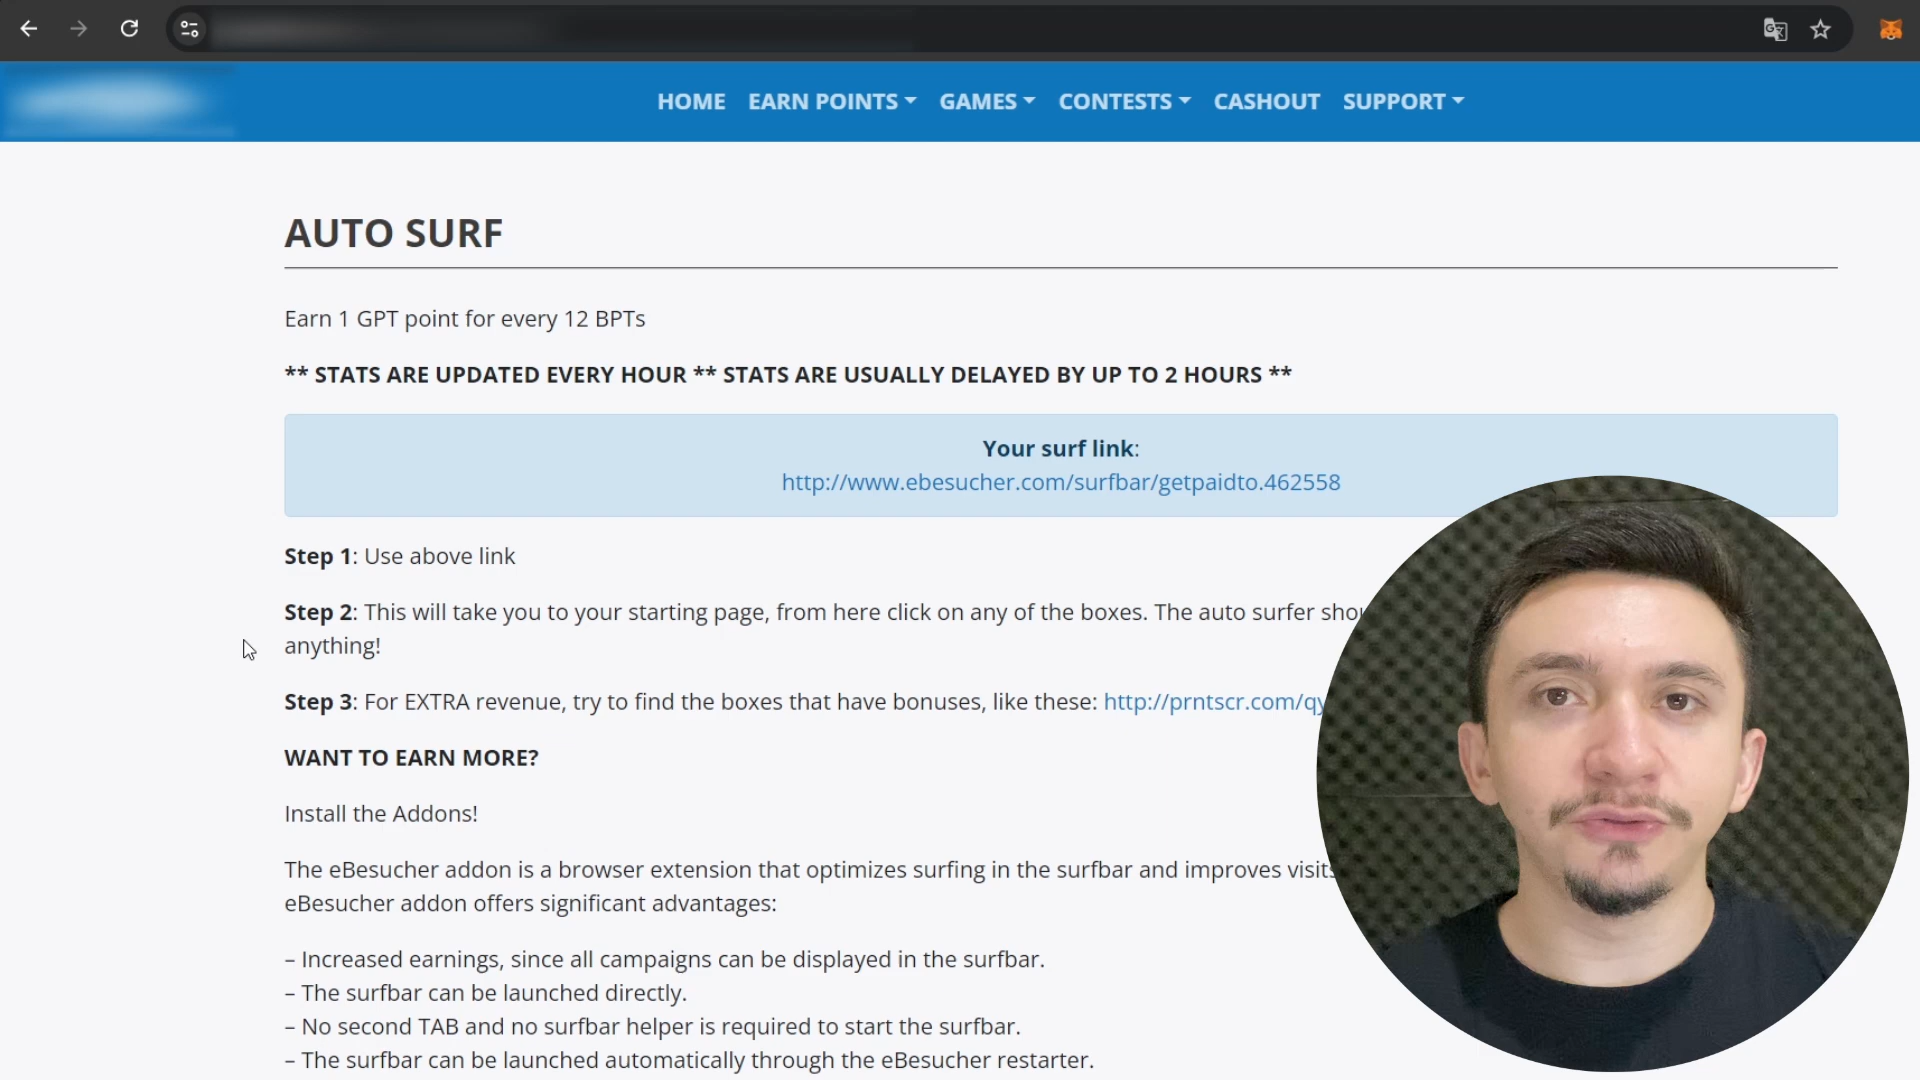 HOME EARN POINTS GAMES CONTESTS CASHOUT SUPPORT
AUTO SURF
Earn 1 GPT point for every 12 BPTs
** STATS ARE UPDATED EVERY HOUR ** STATS ARE USUALLY DELAYED BY UP TO 2 HOURS **
Your surf link:
http://www.ebesucher.com/surfbar/getpaidto.462558
Step 1: Use above link
Step 2: This will take you to your starting page, from here click on any of the boxes. The auto surfer
anything!
Step 3: For EXTRA revenue, try to find the boxes that have bonuses, like these: http://prntscr.com/qy
WANT TO EARN MORE?
Install the Addons!
The eBesucher addon is a browser extension that optimizes surfing in the surfbar and improves visits
eBesucher addon offers significant advantages:
– Increased earnings, since all campaigns can be displayed in the surfbar.
– The surfbar can be launched directly.
– No second TAB and no surfbar helper is required to start the surfbar.
– The surfbar can be launched automatically through the eBesucher restarter.